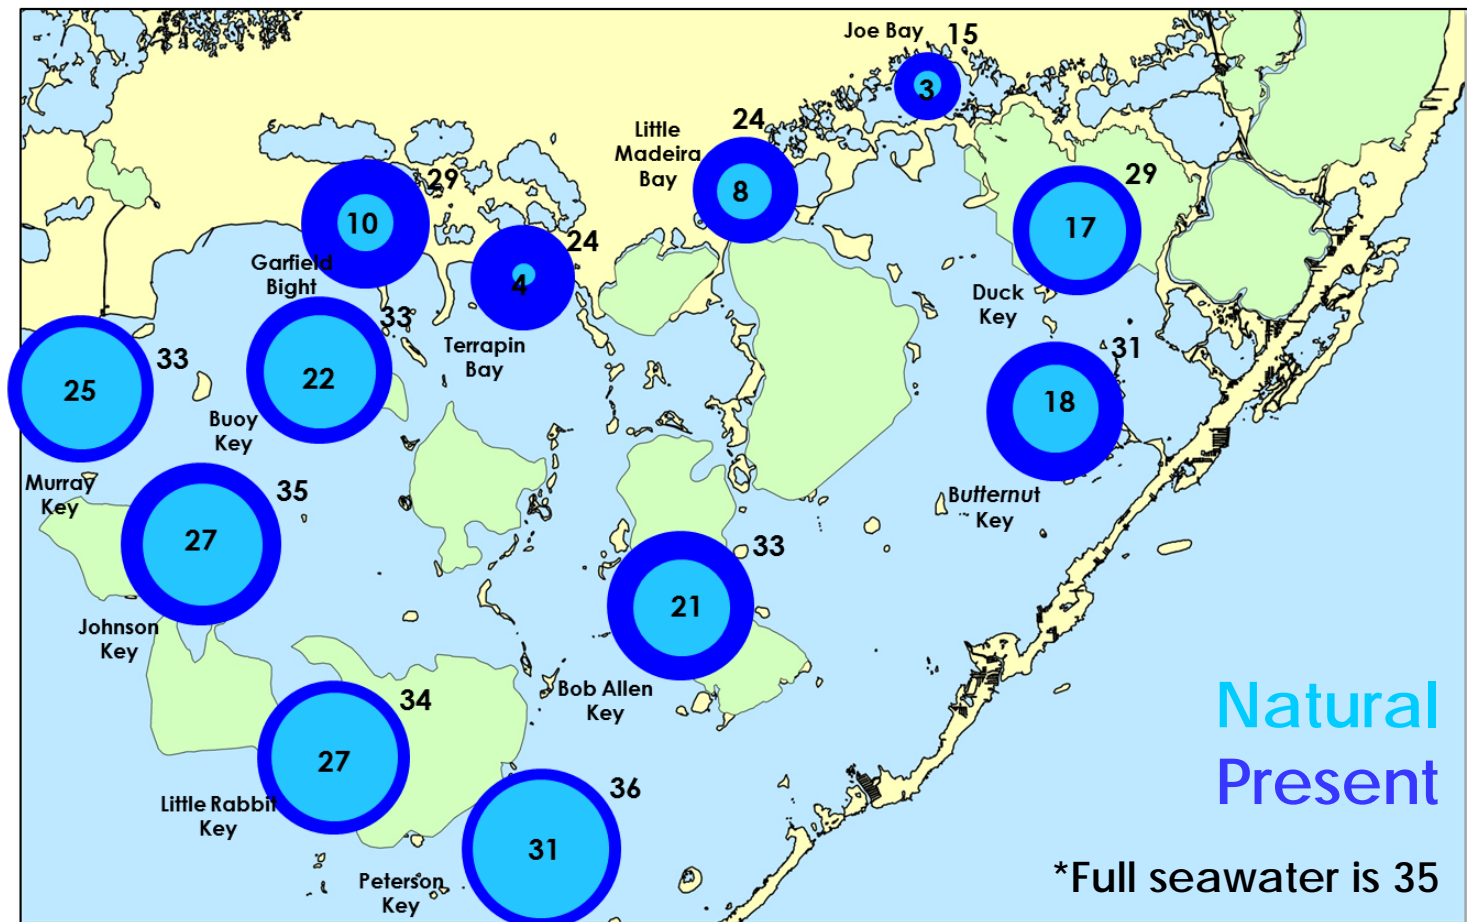 Joe Bay
15
3
24
Little
Madeira
Bay
8
29
17
Duck
Key
29
10
Garfield
Bight
24
4
Terrapin
Bay
33
25
Murray
Key
33
22
Buoy
Key
31
18
Butternut
Key
35
27
Johnson
Key
33
21
Bob Allen
Key
34
27
Little Rabbit
Key
36
31
Peterson
Key
Natural
Present
*Full seawater is 35